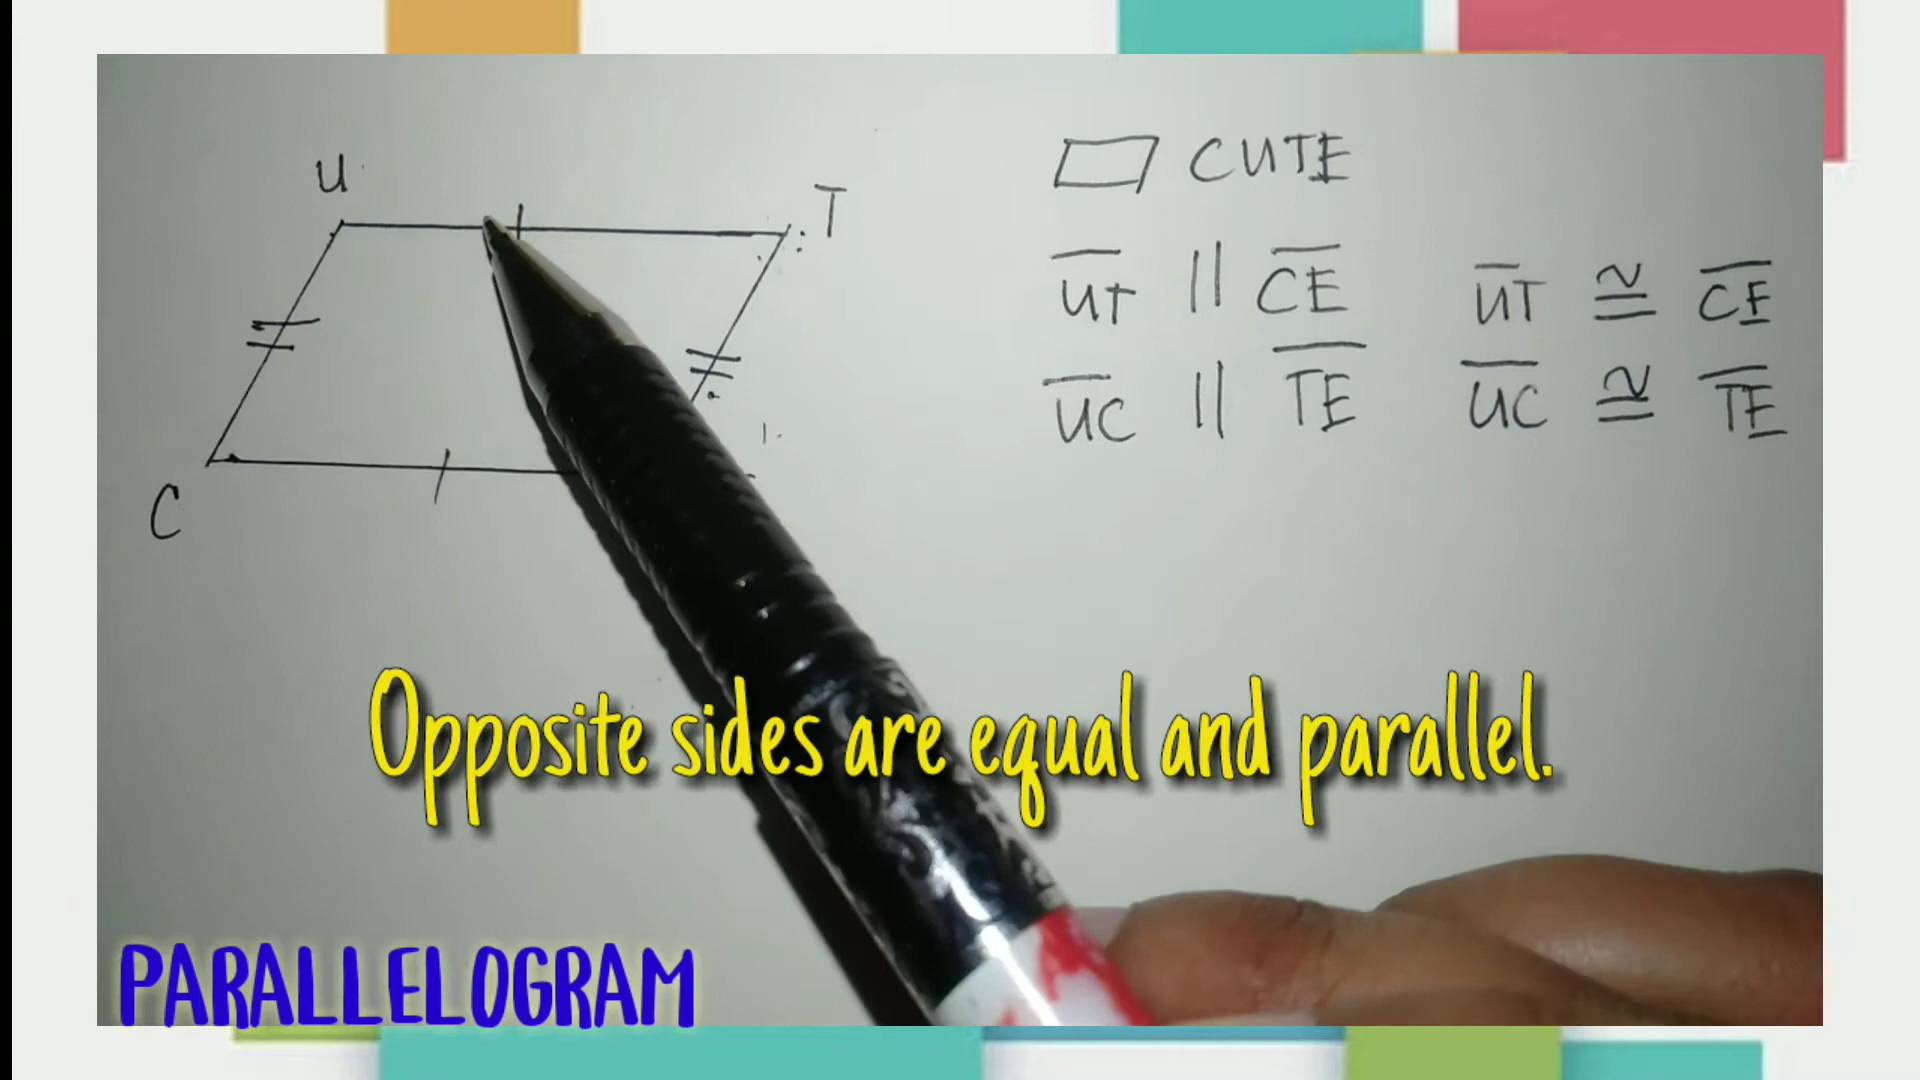 U
T
C
▱ CUTE
UT || CE
UC || TE
UT ≅ CE
UC ≅ TE
Opposite sides are equal and parallel.
PARALLELOGRAM